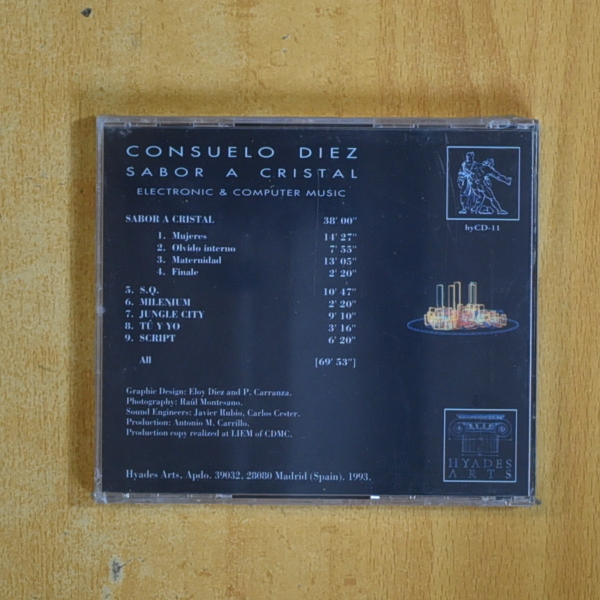 CONSUELO DIEZ
SABOR A CRISTAL
ELECTRONIC & COMPUTER MUSIC
SABOR A CRISTAL 38' 00"
1. Mujeres 14' 27"
2. Olvido interno 7' 55"
3. Maternidad 13' 05"
4. Finale 2' 20"
5. S.Q. 10' 47"
6. MILENIUM 2' 20"
7. JUNGLE CITY 9' 10"
8. TÚ Y YO 3' 16"
9. SCRIPT 6' 20"
All [69' 53"]
Graphic Design: Eloy Díez and P. Carranza.
Photography: Raúl Montesano.
Sound Engineers: Javier Rubio, Carlos Cester.
Production: Antonio M. Carrillo.
Production copy realized at LIEM of CDMC.
Hyades Arts, Apdo. 39032, 28080 Madrid (Spain). 1993.
hyCD-11
HYADES
ARTS